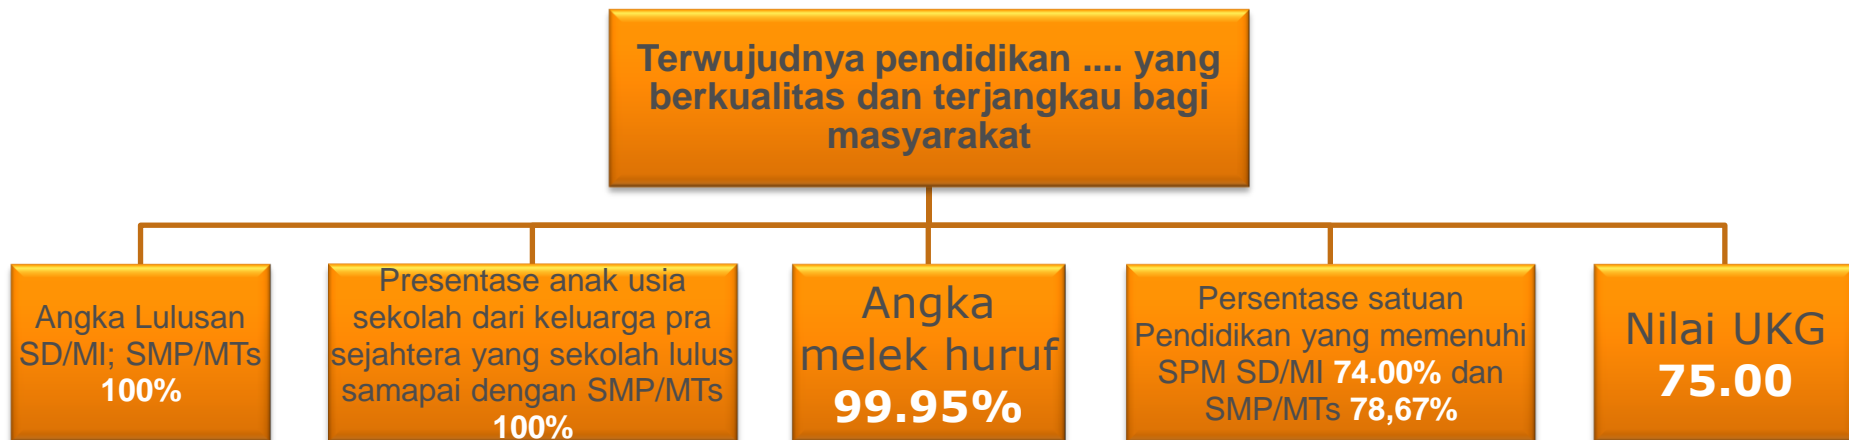 Terwujudnya pendidikan .... yang
berkualitas dan terjangkau bagi
masyarakat
Angka Lulusan
SD/MI; SMP/MTs
100%
Presentase anak usia
sekolah dari keluarga pra
sejahtera yang sekolah lulus
samapai dengan SMP/MTs
100%
Angka
melek huruf
99.95%
Persentase satuan
Pendidikan yang memenuhi
SPM SD/MI 74.00% dan
SMP/MTs 78,67%
Nilai UKG
75.00